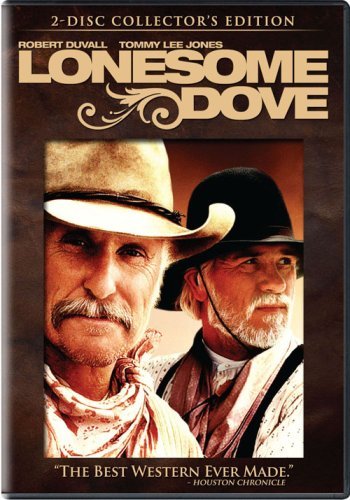 2-DISC COLLECTOR'S EDITION
ROBERT DUVALL TOMMY LEE JONES
LONESOME
DOVE
"THE BEST WESTERN EVER MADE."
- HOUSTON CHRONICLE